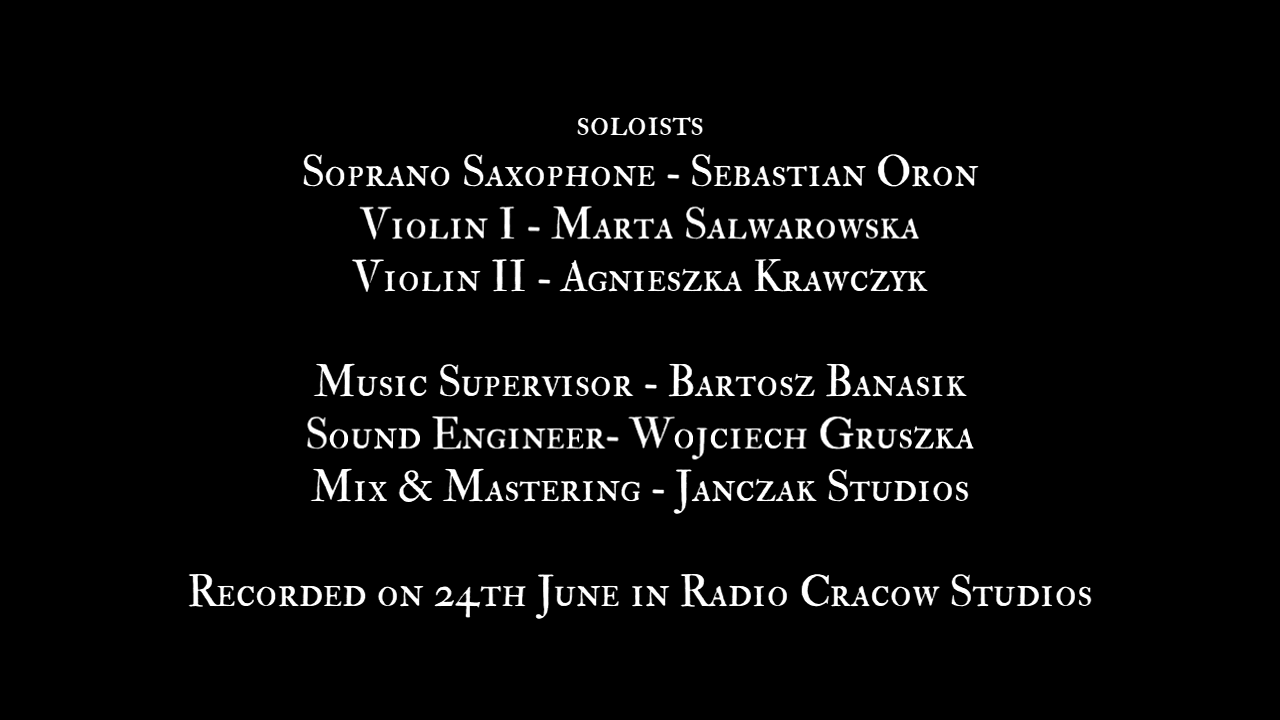 soloists
Soprano Saxophone - Sebastian Oron
Violin I - Marta Salwarowska
Violin II - Agnieszka Krawczyk
Music Supervisor - Bartosz Banasik
Sound Engineer- Wojciech Gruszka
Mix & Mastering - Janczak Studios
Recorded on 24th June in Radio Cracow Studios